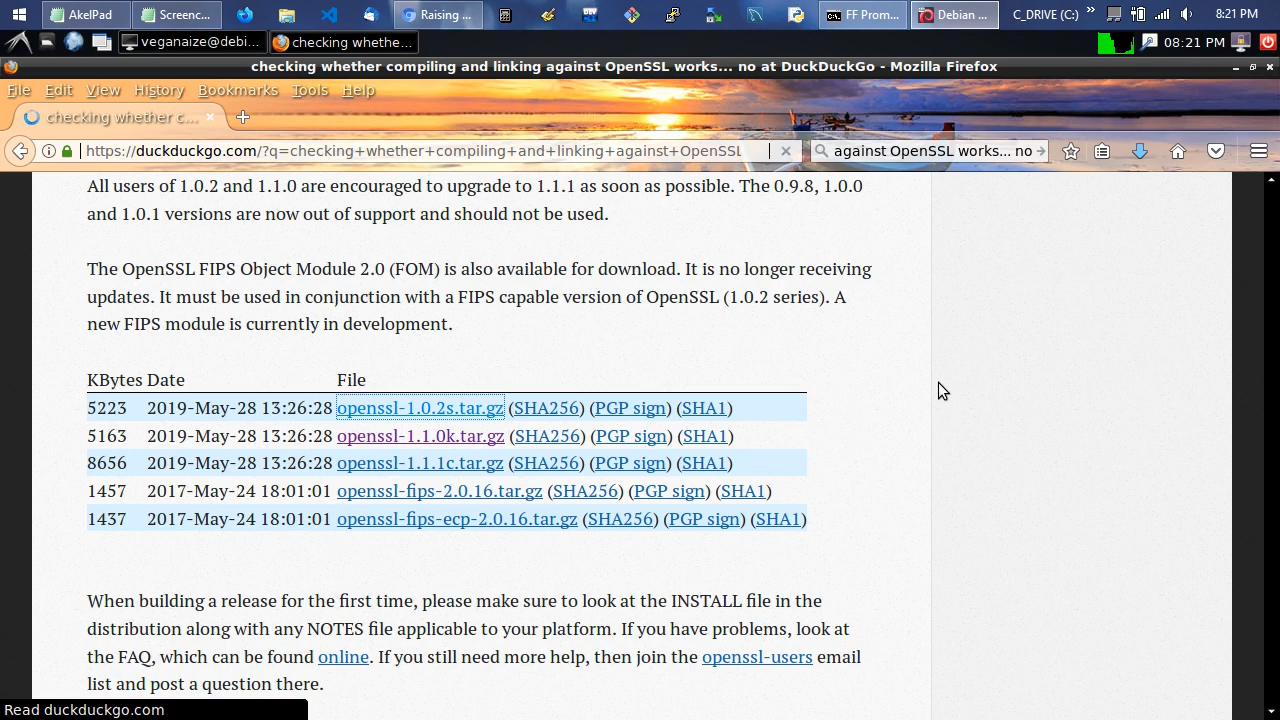 AkelPad
Screenc...
Raising ...
FF Prom...
Debian ...
C_DRIVE (C:)
»
8:21 PM
veganaize@debi...
checking whethe...
08:21 PM
checking whether compiling and linking against OpenSSL works... no at DuckDuckGo - Mozilla Firefox
File Edit View History Bookmarks Tools Help
checking whether c...
https://duckduckgo.com/?q=checking+whether+compiling+and+linking+against+OpenSSL
against OpenSSL works... no
All users of 1.0.2 and 1.1.0 are encouraged to upgrade to 1.1.1 as soon as possible. The 0.9.8, 1.0.0
and 1.0.1 versions are now out of support and should not be used.
The OpenSSL FIPS Object Module 2.0 (FOM) is also available for download. It is no longer receiving
updates. It must be used in conjunction with a FIPS capable version of OpenSSL (1.0.2 series). A
new FIPS module is currently in development.
KBytes Date File
5223 2019-May-28 13:26:28 openssl-1.0.2s.tar.gz (SHA256) (PGP sign) (SHA1)
5163 2019-May-28 13:26:28 openssl-1.1.0k.tar.gz (SHA256) (PGP sign) (SHA1)
8656 2019-May-28 13:26:28 openssl-1.1.1c.tar.gz (SHA256) (PGP sign) (SHA1)
1457 2017-May-24 18:01:01 openssl-fips-2.0.16.tar.gz (SHA256) (PGP sign) (SHA1)
1437 2017-May-24 18:01:01 openssl-fips-ecp-2.0.16.tar.gz (SHA256) (PGP sign) (SHA1)
When building a release for the first time, please make sure to look at the INSTALL file in the
distribution along with any NOTES file applicable to your platform. If you have problems, look at
the FAQ, which can be found online. If you still need more help, then join the openssl-users email
list and post a question there.
Read duckduckgo.com